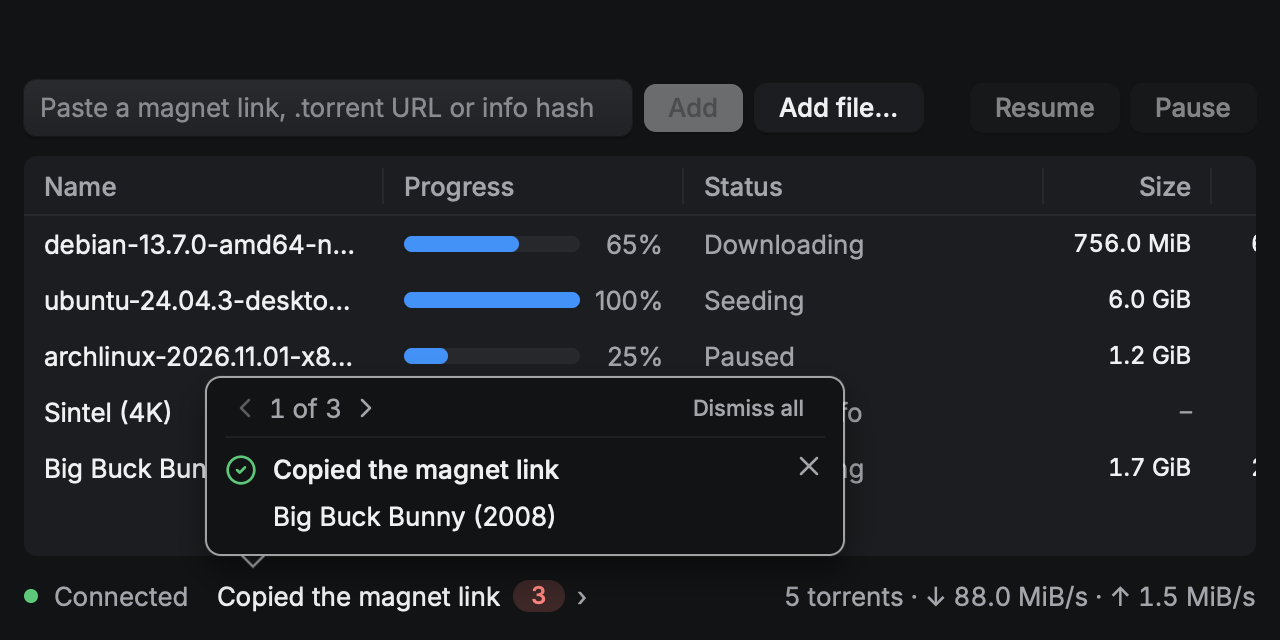 Paste a magnet link, .torrent URL or info hash Add Add file... Resume Pause
Name Progress Status Size
debian-13.7.0-amd64-n... 65% Downloading 756.0 MiB
ubuntu-24.04.3-deskto... 100% Seeding 6.0 GiB
archlinux-2026.11.01-x8... 25% Paused 1.2 GiB
Sintel (4K) –
Big Buck 1.7 GiB
1 of 3 Dismiss all
Copied the magnet link
Big Buck Bunny (2008)
Connected Copied the magnet link 3 › 5 torrents · ↓ 88.0 MiB/s · ↑ 1.5 MiB/s